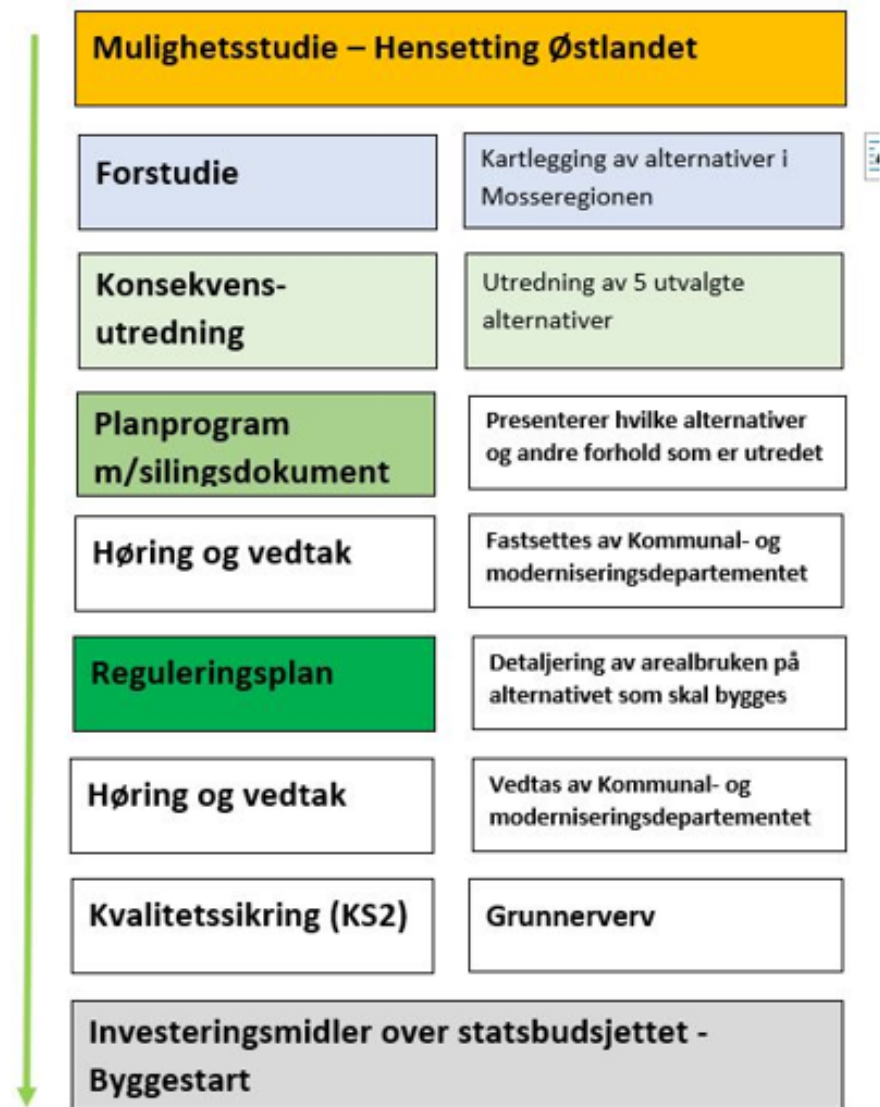 Mulighetsstudie – Hensetting Østlandet
Forstudie
Kartlegging av alternativer i
Mosseregionen
Konsekvens-
utredning
Utredning av 5 utvalgte
alternativer
Planprogram
m/silingsdokument
Presenterer hvilke alternativer
og andre forhold som er utredet
Høring og vedtak
Fastsettes av Kommunal- og
moderniseringsdepartementet
Reguleringsplan
Detaljering av arealbruken på
alternativet som skal bygges
Høring og vedtak
Vedtas av Kommunal- og
moderniseringsdepartementet
Kvalitetssikring (KS2)
Grunnerverv
Investeringsmidler over statsbudsjettet -
Byggestart